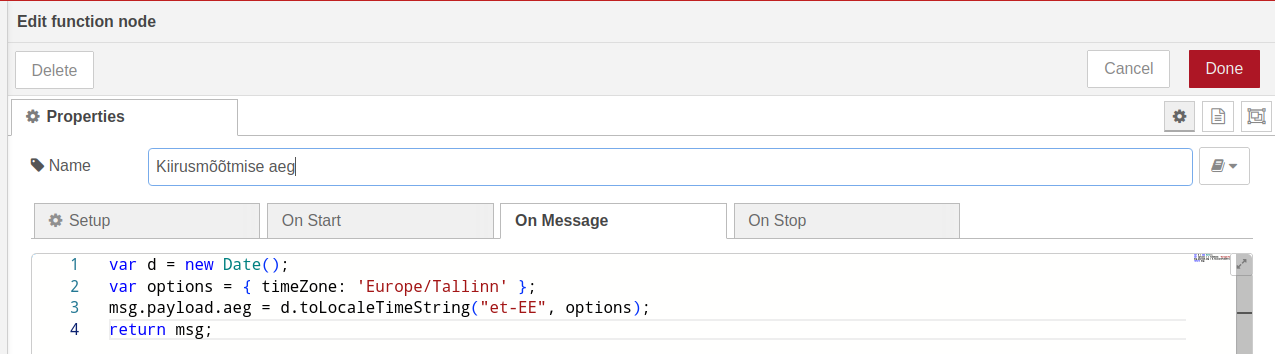 Edit function node
Delete
Cancel
Done
Properties
Name
Kiirusmõõtmise aeg
Setup
On Start
On Message
On Stop
1 var d = new Date();
2 var options = { timeZone: 'Europe/Tallinn' };
3 msg.payload.aeg = d.toLocaleTimeString("et-EE", options);
4 return msg;